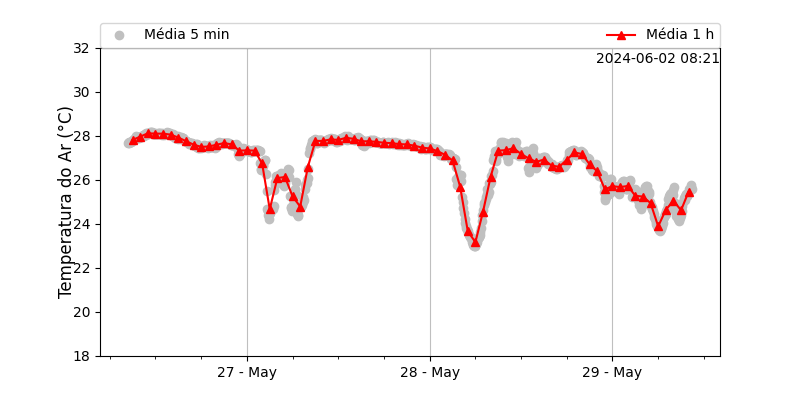 Média 5 min
Média 1 h
2024-06-02 08:21
Temperatura do Ar (°C)
32
30
28
26
24
22
20
18
27 - May
28 - May
29 - May